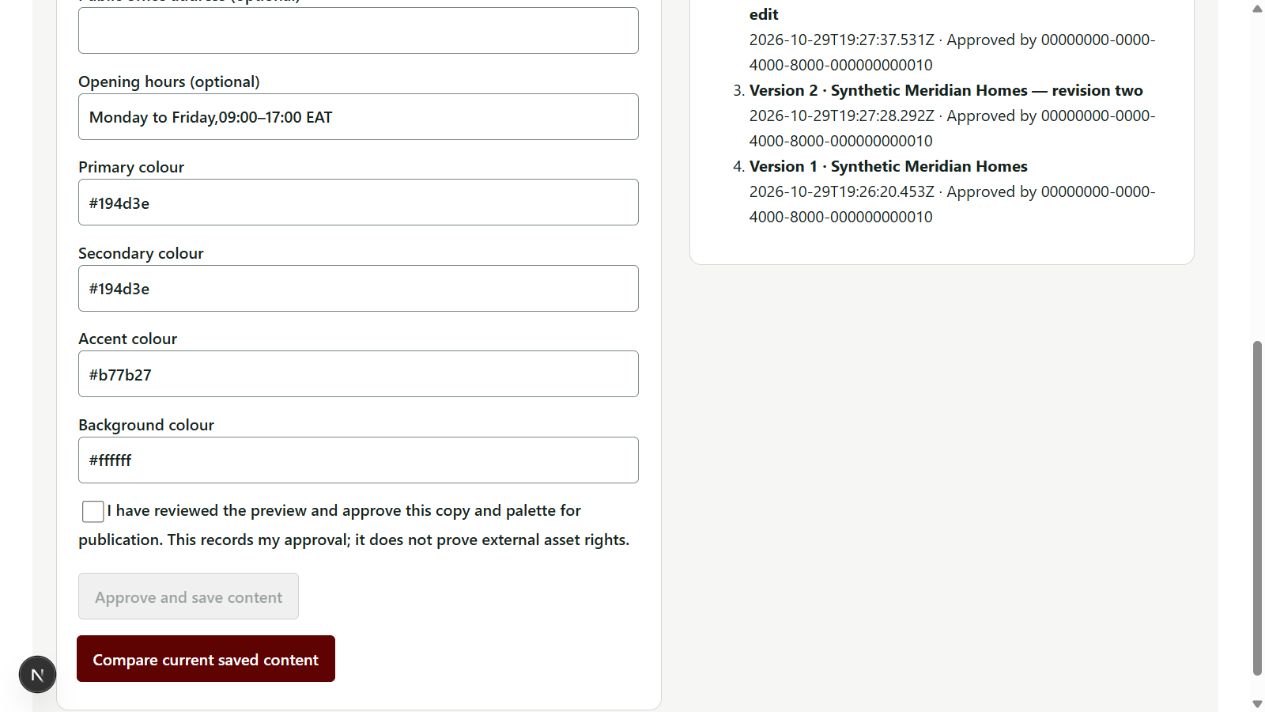 Public office address (optional)
Opening hours (optional)
Monday to Friday,09:00–17:00 EAT
Primary colour
#194d3e
Secondary colour
#194d3e
Accent colour
#b77b27
Background colour
#ffffff
I have reviewed the preview and approve this copy and palette for
publication. This records my approval; it does not prove external asset rights.
Approve and save content
Compare current saved content
N
edit
2026-10-29T19:27:37.531Z · Approved by 00000000-0000-
4000-8000-000000000010
3. Version 2 · Synthetic Meridian Homes — revision two
2026-10-29T19:27:28.292Z · Approved by 00000000-0000-
4000-8000-000000000010
4. Version 1 · Synthetic Meridian Homes
2026-10-29T19:26:20.453Z · Approved by 00000000-0000-
4000-8000-000000000010